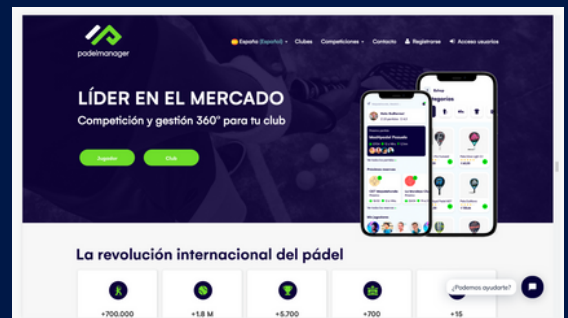 España (Español) Clubes Competiciones Contacto Registrarse Acceso usuarios
padelmanager
LÍDER EN EL MERCADO
Competición y gestión 360º para tu club
Jugador Club
La revolución internacional del pádel
¿Podemos ayudarte?
+700.000 +1.8 M +5.700 +700 +15